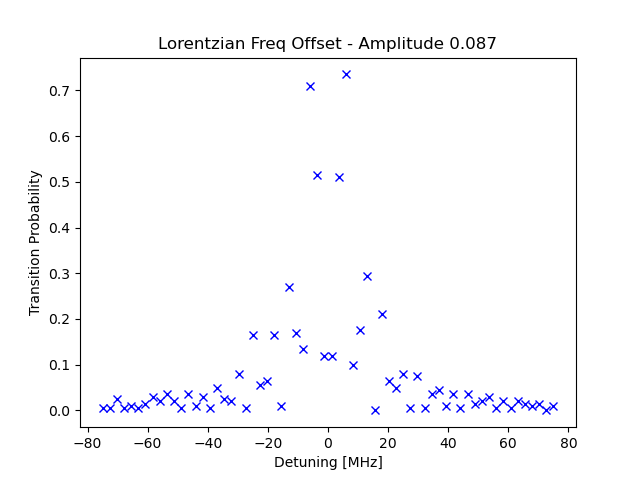 Lorentzian Freq Offset - Amplitude 0.087
Transition Probability
0.7
0.6
0.5
0.4
0.3
0.2
0.1
0.0
−80 −60 −40 −20 0 20 40 60 80
Detuning [MHz]